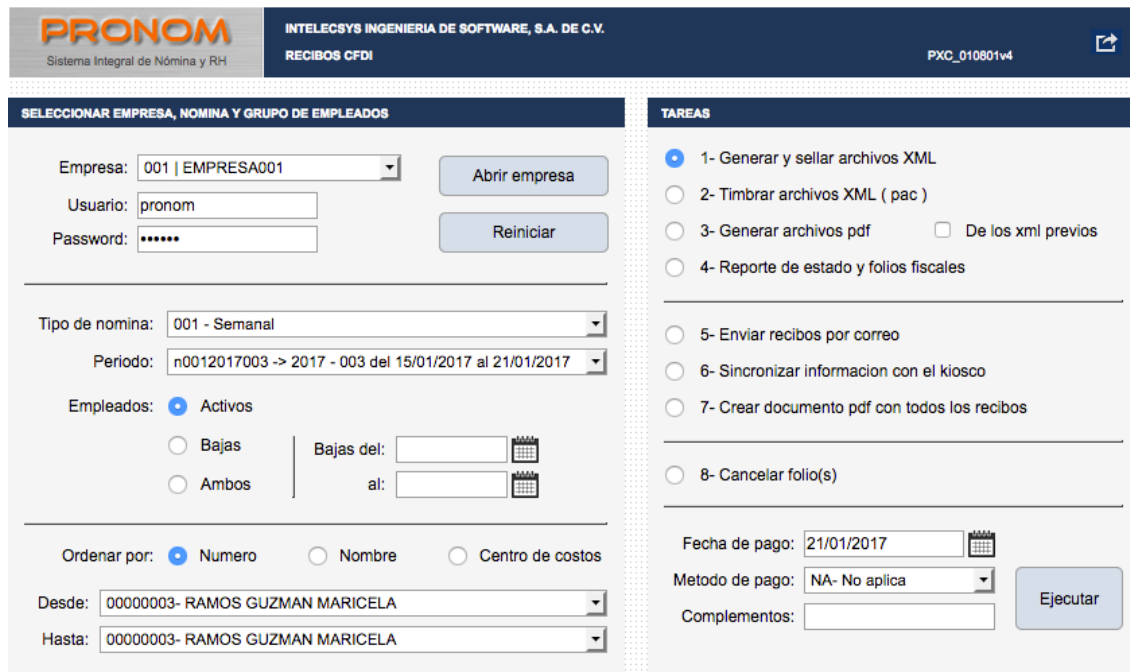 PRONOM
Sistema Integral de Nómina y RH
INTELECSYS INGENIERIA DE SOFTWARE, S.A. DE C.V.
RECIBOS CFDI
PXC_010801v4
SELECCIONAR EMPRESA, NOMINA Y GRUPO DE EMPLEADOS
Empresa: 001 | EMPRESA001
Abrir empresa
Usuario: pronom
Password: ••••••
Reiniciar
Tipo de nomina: 001 - Semanal
Periodo: n0012017003 -> 2017 - 003 del 15/01/2017 al 21/01/2017
Empleados: Activos
Bajas
Bajas del:
Ambos
al:
Ordenar por: Numero Nombre Centro de costos
Desde: 00000003- RAMOS GUZMAN MARICELA
Hasta: 00000003- RAMOS GUZMAN MARICELA
TAREAS
1- Generar y sellar archivos XML
2- Timbrar archivos XML ( pac )
3- Generar archivos pdf De los xml previos
4- Reporte de estado y folios fiscales
5- Enviar recibos por correo
6- Sincronizar informacion con el kiosco
7- Crear documento pdf con todos los recibos
8- Cancelar folio(s)
Fecha de pago: 21/01/2017
Metodo de pago: NA- No aplica
Complementos:
Ejecutar